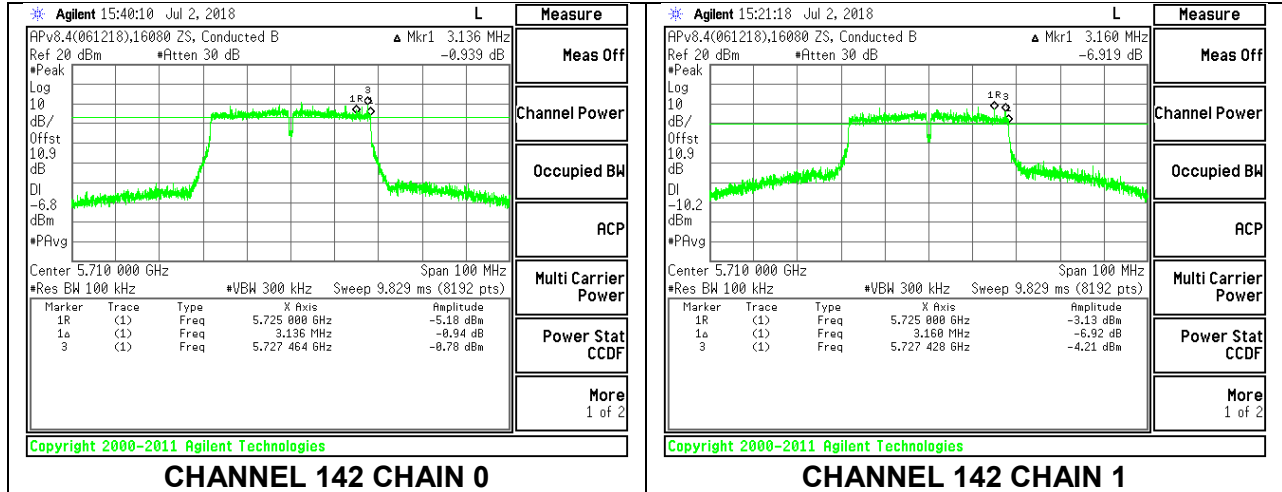 Agilent 15:40:10 Jul 2, 2018 L Measure
APv8.4(061218),16080 ZS, Conducted B Δ Mkr1 3.136 MHz
Ref 20 dBm #Atten 30 dB -0.939 dB
Meas Off
#Peak
Log
10
dB/
Offst
10.9
dB
DI
-6.8
dBm
#PAvg
1R 3
Channel Power
Occupied BW
ACP
Center 5.710 000 GHz Span 100 MHz
#Res BW 100 kHz #VBW 300 kHz Sweep 9.829 ms (8192 pts)
Multi Carrier
Power
Marker Trace Type X Axis Amplitude
1R (1) Freq 5.725 000 GHz -5.18 dBm
1Δ (1) Freq 3.136 MHz -0.94 dB
3 (1) Freq 5.727 464 GHz -0.78 dBm
Power Stat
CCDF
More
1 of 2
Copyright 2000-2011 Agilent Technologies
CHANNEL 142 CHAIN 0
Agilent 15:21:18 Jul 2, 2018 L Measure
APv8.4(061218),16080 ZS, Conducted B Δ Mkr1 3.160 MHz
Ref 20 dBm #Atten 30 dB -6.919 dB
Meas Off
#Peak
Log
10
dB/
Offst
10.9
dB
DI
-10.2
dBm
#PAvg
1R 3
Channel Power
Occupied BW
ACP
Center 5.710 000 GHz Span 100 MHz
#Res BW 100 kHz #VBW 300 kHz Sweep 9.829 ms (8192 pts)
Multi Carrier
Power
Marker Trace Type X Axis Amplitude
1R (1) Freq 5.725 000 GHz -3.13 dBm
1Δ (1) Freq 3.160 MHz -6.92 dB
3 (1) Freq 5.727 428 GHz -4.21 dBm
Power Stat
CCDF
More
1 of 2
Copyright 2000-2011 Agilent Technologies
CHANNEL 142 CHAIN 1